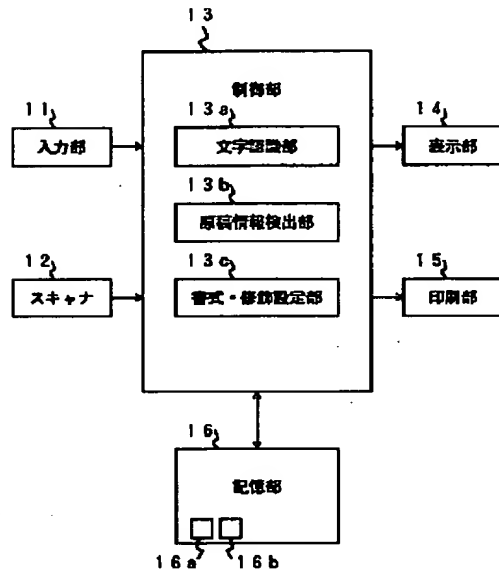 13
制御部
11
入力部
13a
文字認識部
14
表示部
13b
原稿情報検出部
12
スキャナ
13c
書式・修飾設定部
15
印刷部
16
記憶部
16a
16b